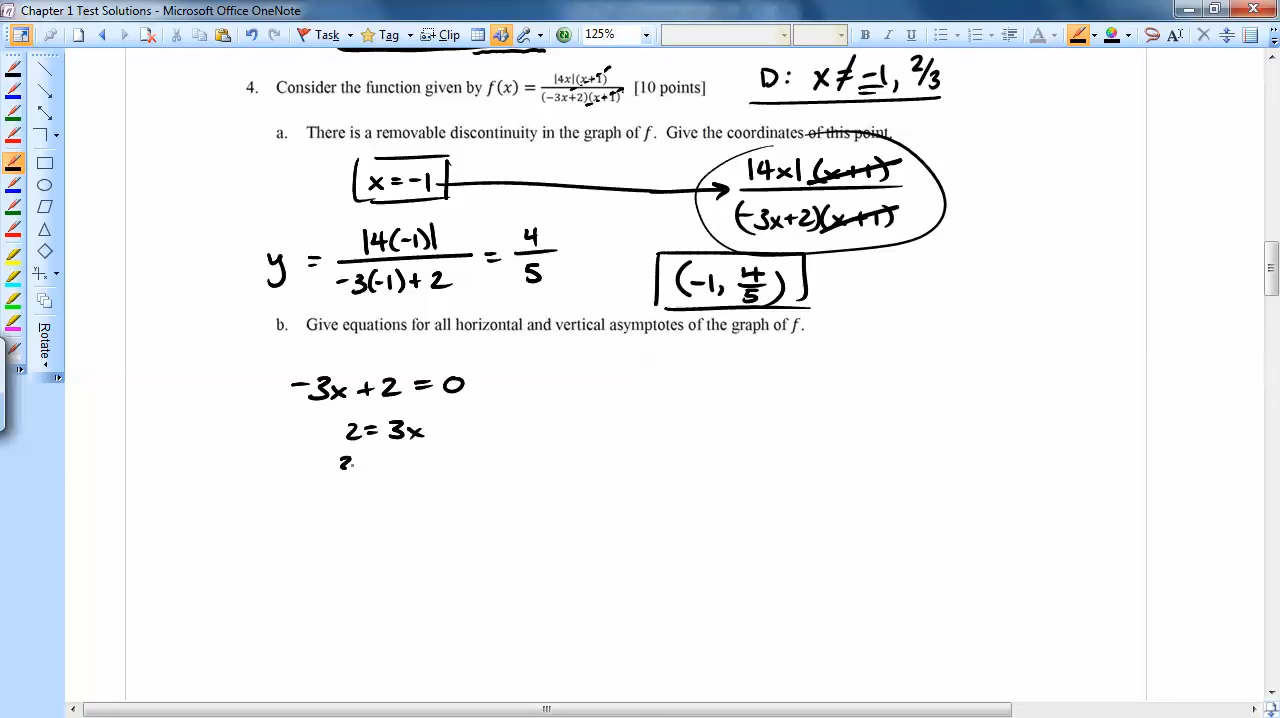 Chapter 1 Test Solutions - Microsoft Office OneNote
Task
Tag
Clip
125%
B I U
D: x ≠ -1, 2/3
4. Consider the function given by f(x) = |4x|(x+1) / (-3x+2)(x+1) [10 points]
a. There is a removable discontinuity in the graph of f. Give the coordinates of this point.
x = -1
|4x|(x+1) / (-3x+2)(x+1)
y = |4(-1)| / -3(-1)+2 = 4/5
(-1, 4/5)
b. Give equations for all horizontal and vertical asymptotes of the graph of f.
-3x + 2 = 0
2 = 3x
2
Rotate